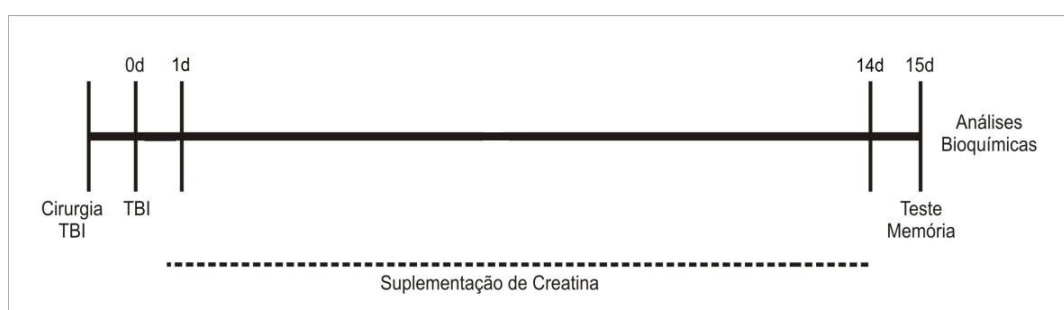 0d 1d 14d 15d
Análises
Bioquímicas
Cirurgia TBI Teste
TBI Memória
Suplementação de Creatina